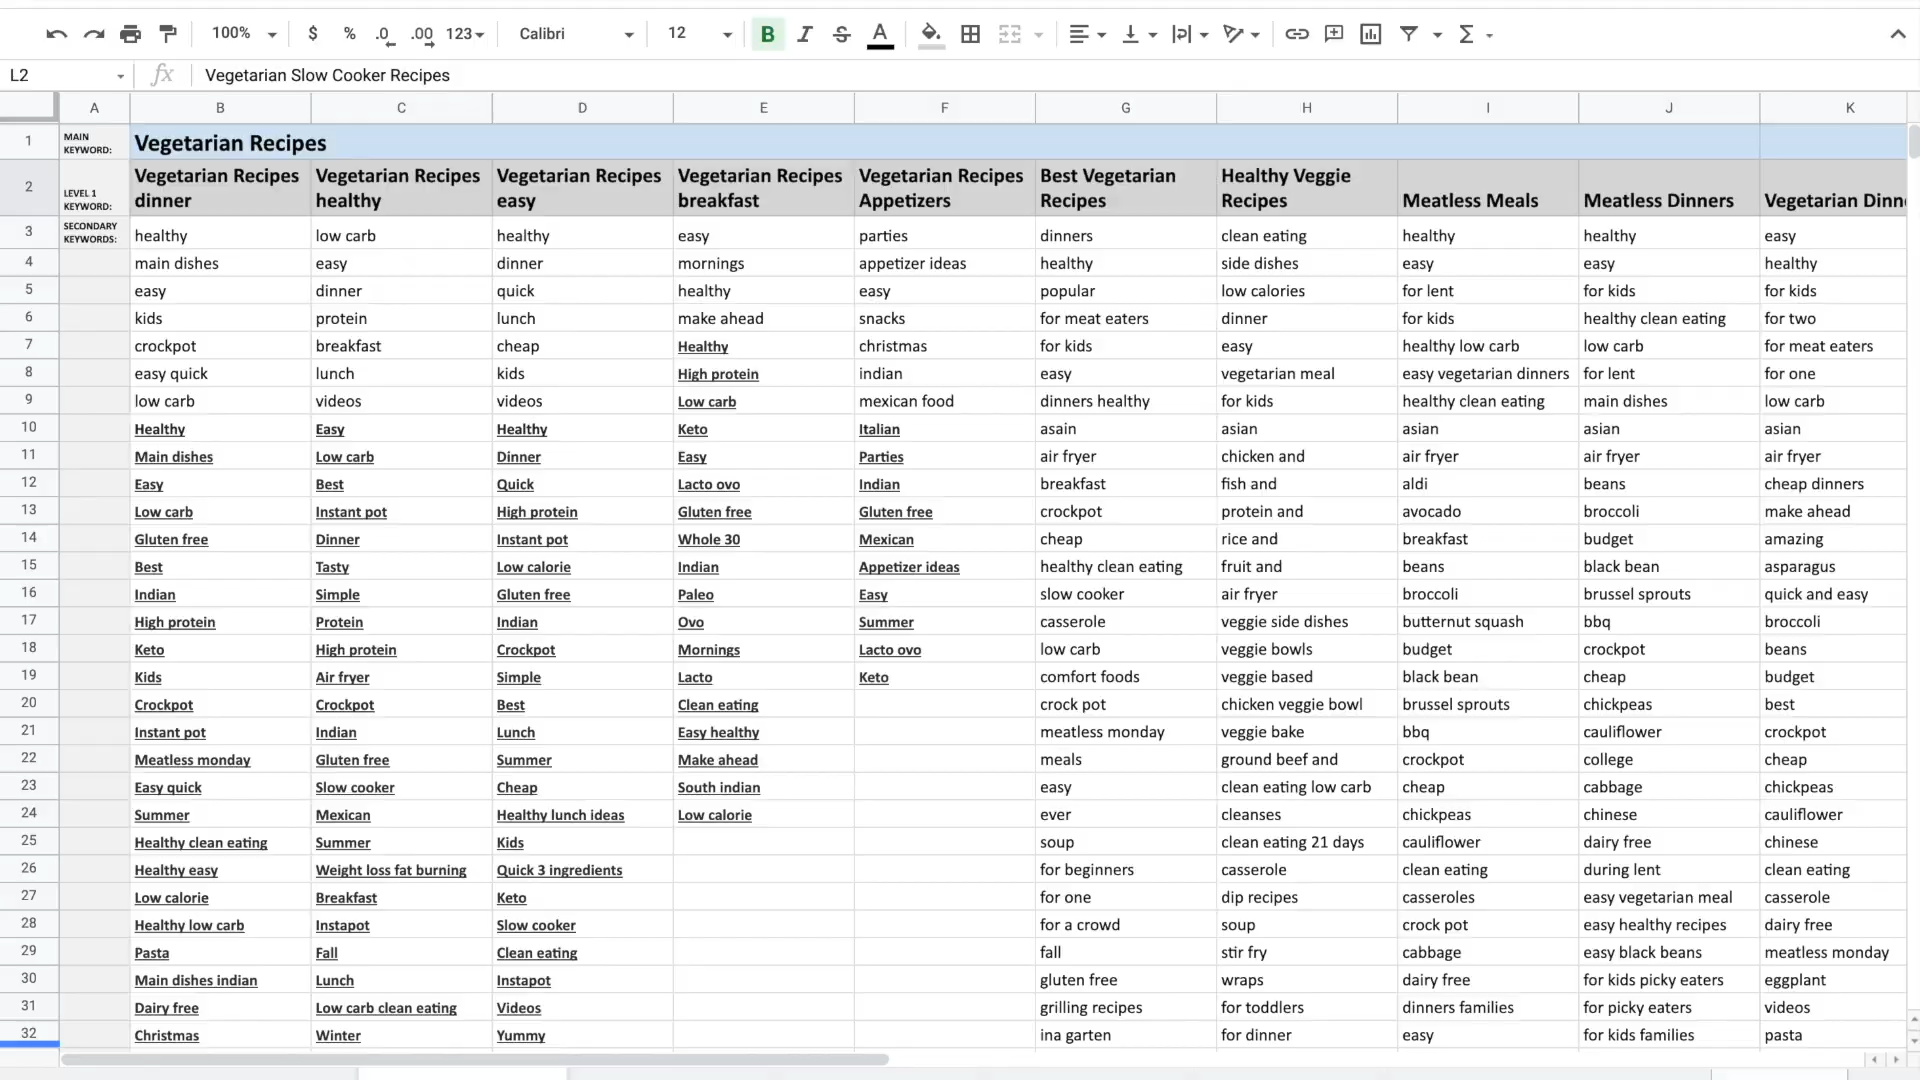 100% $ % .0 .00 123 Calibri 12 B I S A
L2 fx Vegetarian Slow Cooker Recipes
A B C D E F G H I J K
1 MAIN KEYWORD: Vegetarian Recipes
2 LEVEL 1 KEYWORD: Vegetarian Recipes dinner Vegetarian Recipes healthy Vegetarian Recipes easy Vegetarian Recipes breakfast Vegetarian Recipes Appetizers Best Vegetarian Recipes Healthy Veggie Recipes Meatless Meals Meatless Dinners Vegetarian Dinn
3 SECONDARY KEYWORDS: healthy low carb healthy easy parties dinners clean eating healthy healthy easy
4 main dishes easy dinner mornings appetizer ideas healthy side dishes easy easy healthy
5 easy dinner quick healthy easy popular low calories for lent for kids for kids
6 kids protein lunch make ahead snacks for meat eaters dinner for kids healthy clean eating for two
7 crockpot breakfast cheap Healthy christmas for kids easy healthy low carb low carb for meat eaters
8 easy quick lunch kids High protein indian easy vegetarian meal easy vegetarian dinners for lent for one
9 low carb videos videos Low carb mexican food dinners healthy for kids healthy clean eating main dishes low carb
10 Healthy Easy Healthy Keto Italian asain asian asian asian asian
11 Main dishes Low carb Dinner Easy Parties air fryer chicken and air fryer air fryer air fryer
12 Easy Best Quick Lacto ovo Indian breakfast fish and aldi beans cheap dinners
13 Low carb Instant pot High protein Gluten free Gluten free crockpot protein and avocado broccoli make ahead
14 Gluten free Dinner Instant pot Whole 30 Mexican cheap rice and breakfast budget amazing
15 Best Tasty Low calorie Indian Appetizer ideas healthy clean eating fruit and beans black bean asparagus
16 Indian Simple Gluten free Paleo Easy slow cooker air fryer broccoli brussel sprouts quick and easy
17 High protein Protein Indian Ovo Summer casserole veggie side dishes butternut squash bbq broccoli
18 Keto High protein Crockpot Mornings Lacto ovo low carb veggie bowls budget crockpot beans
19 Kids Air fryer Simple Lacto Keto comfort foods veggie based black bean cheap budget
20 Crockpot Crockpot Best Clean eating crock pot chicken veggie bowl brussel sprouts chickpeas best
21 Instant pot Indian Lunch Easy healthy meatless monday veggie bake bbq cauliflower crockpot
22 Meatless monday Gluten free Summer Make ahead meals ground beef and crockpot college cheap
23 Easy quick Slow cooker Cheap South indian easy clean eating low carb cheap cabbage chickpeas
24 Summer Mexican Healthy lunch ideas Low calorie ever cleanses chickpeas chinese cauliflower
25 Healthy clean eating Summer Kids soup clean eating 21 days cauliflower dairy free chinese
26 Healthy easy Weight loss fat burning Quick 3 ingredients for beginners casserole clean eating during lent clean eating
27 Low calorie Breakfast Keto for one dip recipes casseroles easy vegetarian meal casserole
28 Healthy low carb Instapot Slow cooker for a crowd soup crock pot easy healthy recipes dairy free
29 Pasta Fall Clean eating fall stir fry cabbage easy black beans meatless monday
30 Main dishes indian Lunch Instapot gluten free wraps dairy free for kids picky eaters eggplant
31 Dairy free Low carb clean eating Videos grilling recipes for toddlers dinners families for picky eaters videos
32 Christmas Winter Yummy ina garten for dinner easy for kids families pasta